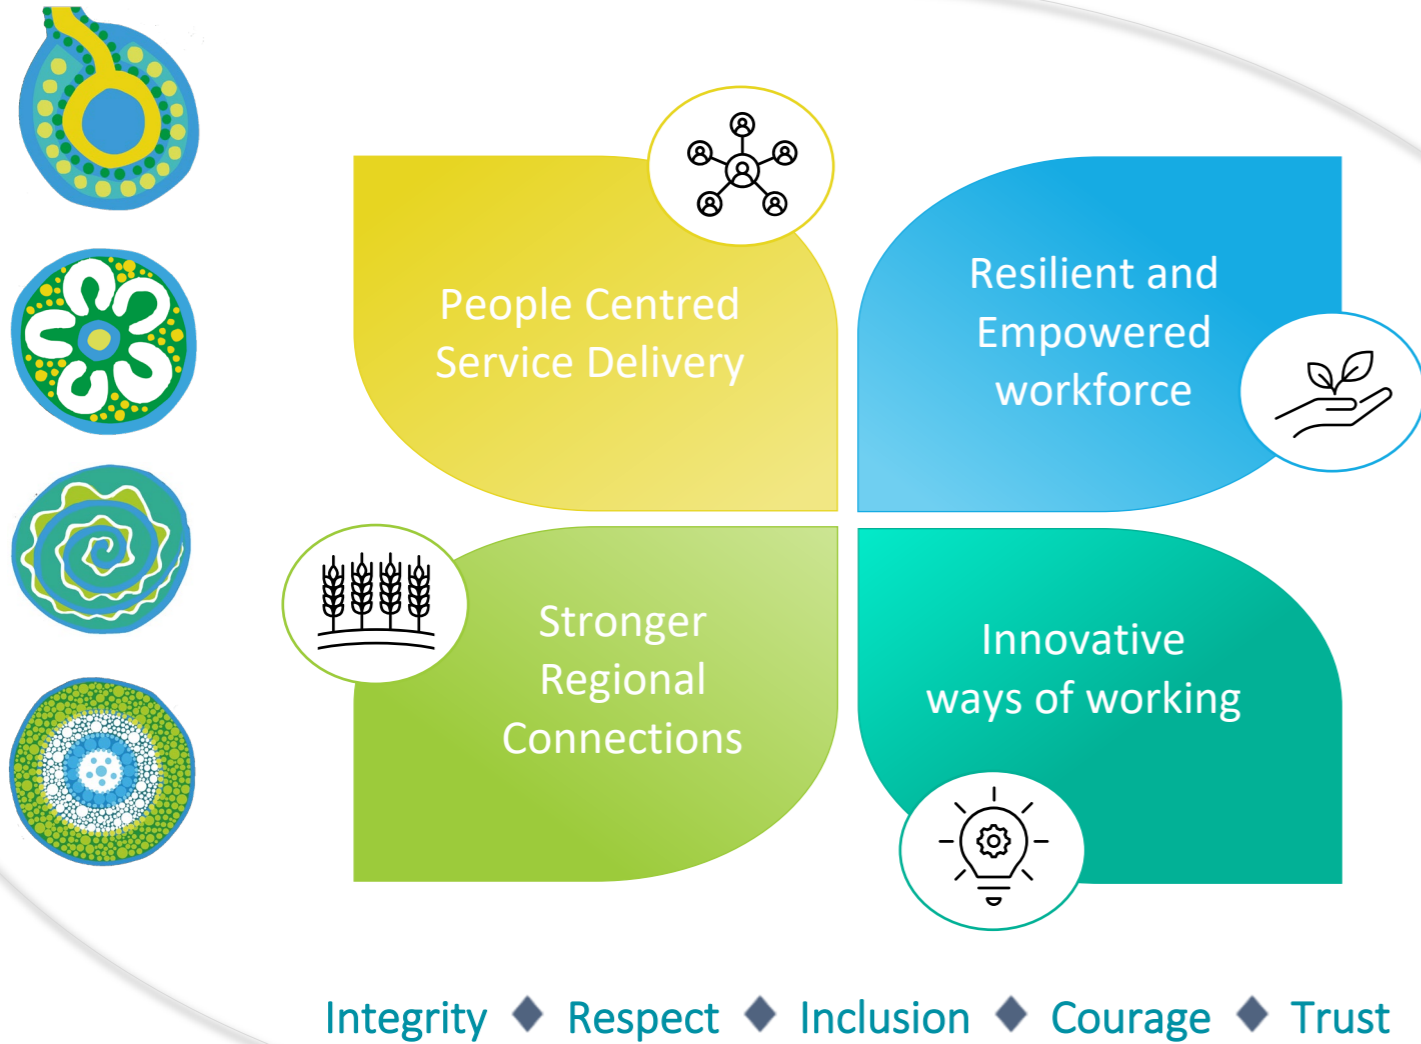 People Centred
Service Delivery
Resilient and
Empowered
workforce
Stronger
Regional
Connections
Innovative
ways of working
Integrity ◆ Respect ◆ Inclusion ◆ Courage ◆ Trust